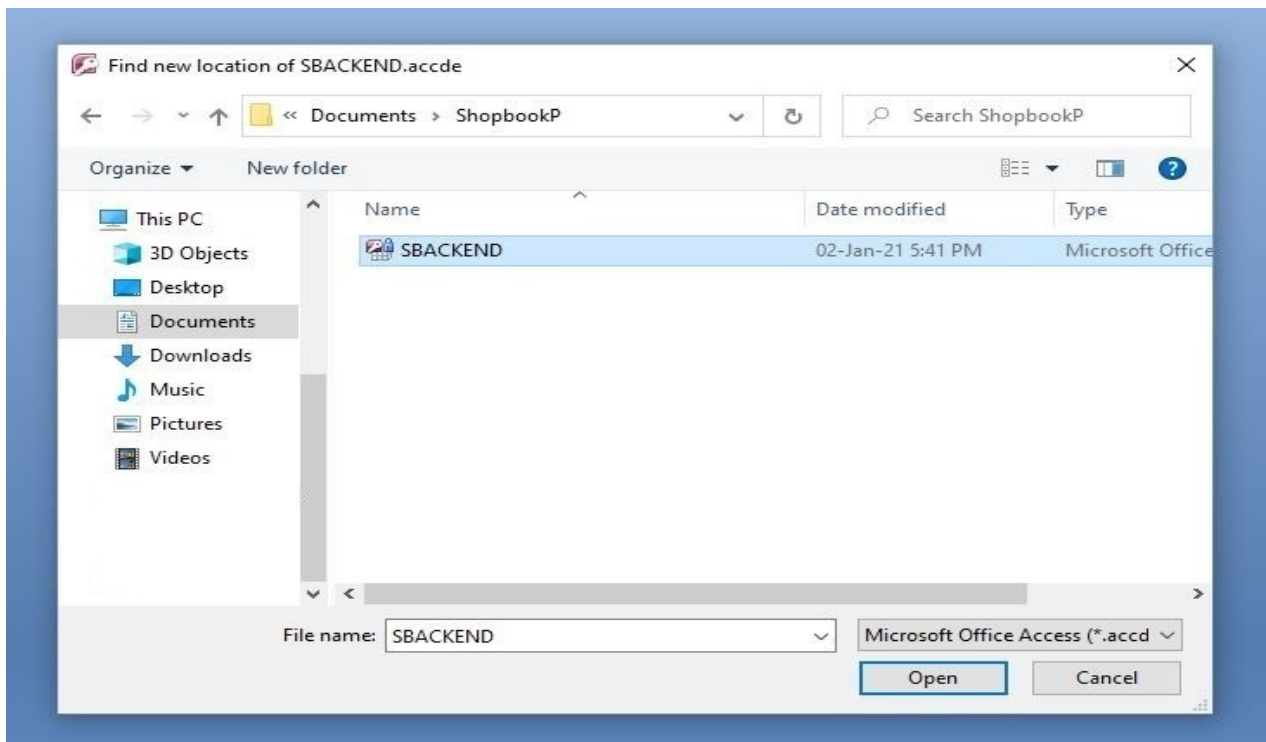 Find new location of SBACKEND.accde
« Documents › ShopbookP
Search ShopbookP
Organize
New folder
?
Name
Date modified
Type
This PC
3D Objects
Desktop
Documents
Downloads
Music
Pictures
Videos
SBACKEND
02-Jan-21 5:41 PM
Microsoft Office
File name:
SBACKEND
Microsoft Office Access (*.accd
Open
Cancel